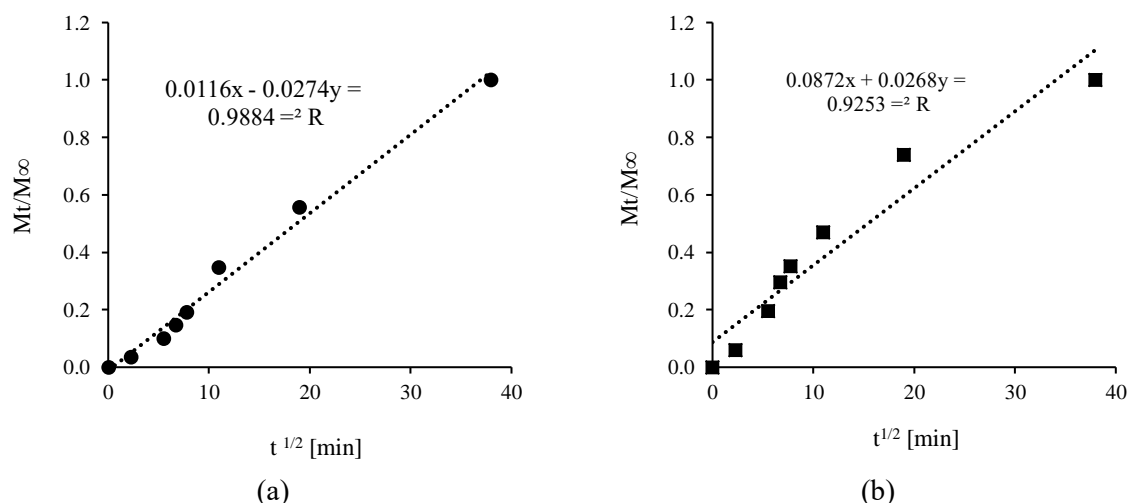 1.2
1.0
0.8
0.6
0.4
0.2
0.0
Mt/M∞
0.0116x - 0.0274y =
0.9884 =² R
0 10 20 30 40
t ¹/² [min]
(a)
1.2
1.0
0.8
0.6
0.4
0.2
0.0
Mt/M∞
0.0872x + 0.0268y =
0.9253 =² R
0 10 20 30 40
t¹/² [min]
(b)